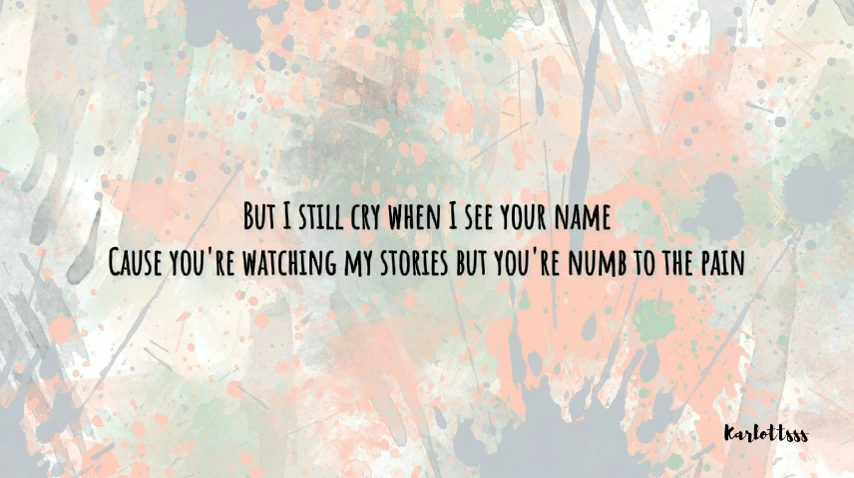 But I still cry when I see your name
Cause you're watching my stories but you're numb to the pain
Karlottsss